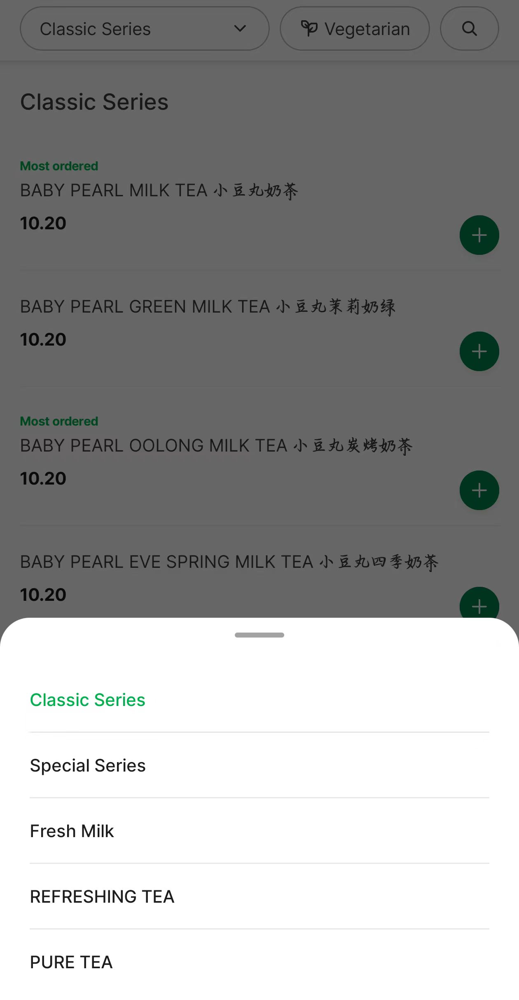 Classic Series
Vegetarian
Classic Series
Most ordered
BABY PEARL MILK TEA 小豆丸奶茶
10.20
BABY PEARL GREEN MILK TEA 小豆丸茉莉奶绿
10.20
Most ordered
BABY PEARL OOLONG MILK TEA 小豆丸炭烤奶茶
10.20
BABY PEARL EVE SPRING MILK TEA 小豆丸四季奶茶
10.20
Classic Series
Special Series
Fresh Milk
REFRESHING TEA
PURE TEA